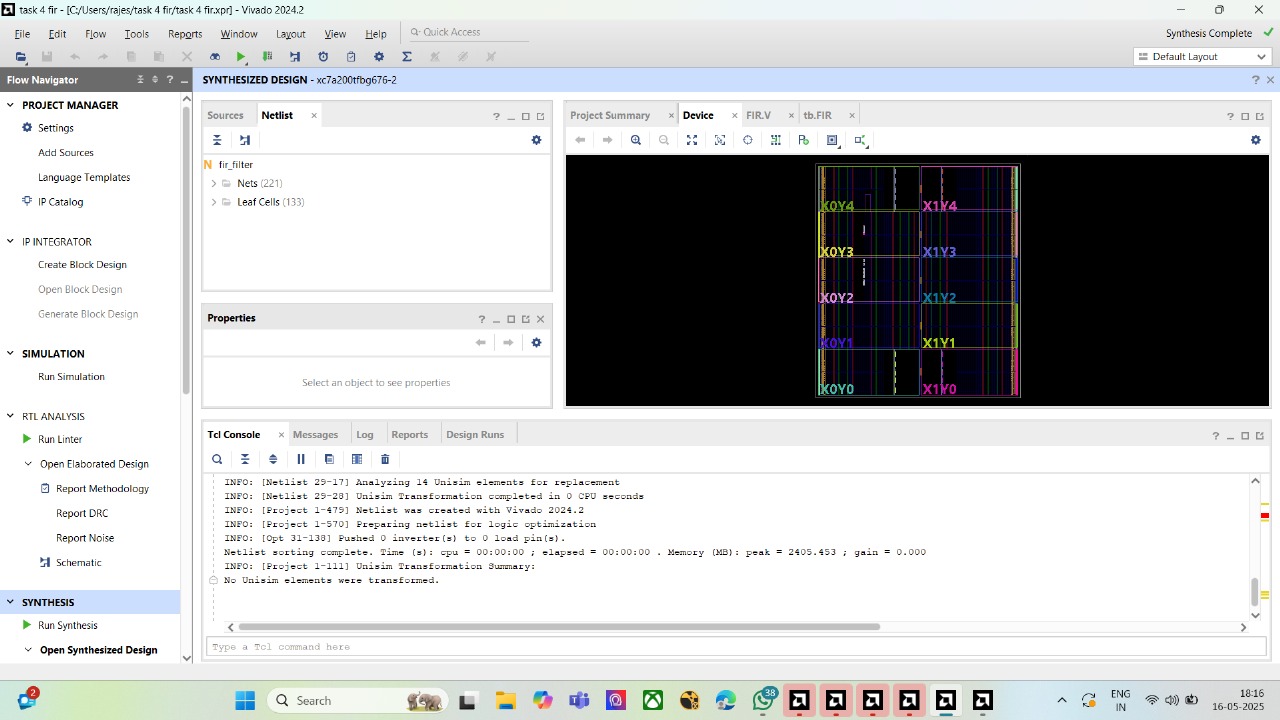 task 4 fir - [C:/Users/rajes/task 4 fir/task 4 fir.xpr] - Vivado 2024.2
File Edit Flow Tools Reports Window Layout View Help Quick Access
Synthesis Complete
Default Layout
Flow Navigator
SYNTHESIZED DESIGN - xc7a200tfbg676-2
PROJECT MANAGER
Settings
Add Sources
Language Templates
IP Catalog
IP INTEGRATOR
Create Block Design
Open Block Design
Generate Block Design
SIMULATION
Run Simulation
RTL ANALYSIS
Run Linter
Open Elaborated Design
Report Methodology
Report DRC
Report Noise
Schematic
SYNTHESIS
Run Synthesis
Open Synthesized Design
Sources Netlist
N fir_filter
Nets (221)
Leaf Cells (133)
Properties
Select an object to see properties
Project Summary Device FIR.V tb.FIR
X0Y4 X1Y4
X0Y3 X1Y3
X0Y2 X1Y2
X0Y1 X1Y1
X0Y0 X1Y0
Tcl Console Messages Log Reports Design Runs
INFO: [Netlist 29-17] Analyzing 14 Unisim elements for replacement
INFO: [Netlist 29-28] Unisim Transformation completed in 0 CPU seconds
INFO: [Project 1-479] Netlist was created with Vivado 2024.2
INFO: [Project 1-570] Preparing netlist for logic optimization
INFO: [Opt 31-138] Pushed 0 inverter(s) to 0 load pin(s).
Netlist sorting complete. Time (s): cpu = 00:00:00 ; elapsed = 00:00:00 . Memory (MB): peak = 2405.453 ; gain = 0.000
INFO: [Project 1-111] Unisim Transformation Summary:
No Unisim elements were transformed.
Type a Tcl command here
2
Search
38
ENG
IN
18:16
16-05-2025